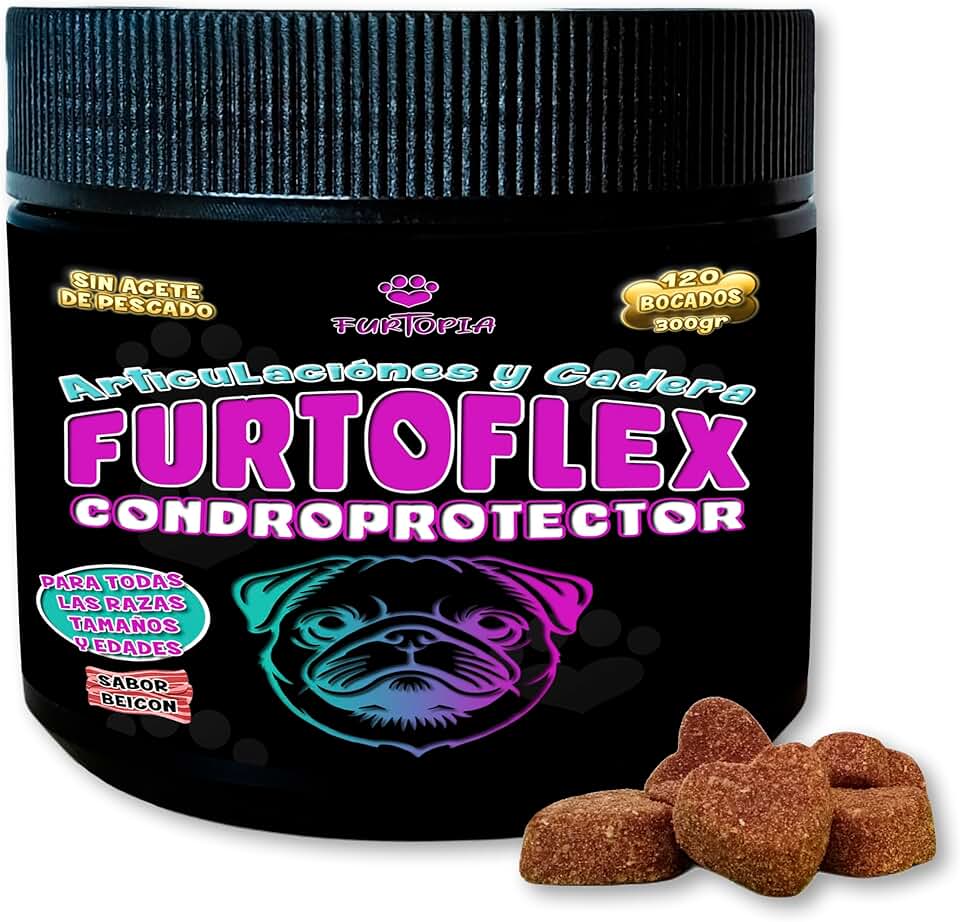 SIN ACETE
DE PESCADO
FURTOPIA
120
BOCADOS
300gr
ArticuLaciónes y Cadera
FURTOFLEX
CONDROPROTECTOR
PARA TODAS
LAS RAZAS
TAMAÑOS
Y EDADES
SABOR
BEICON